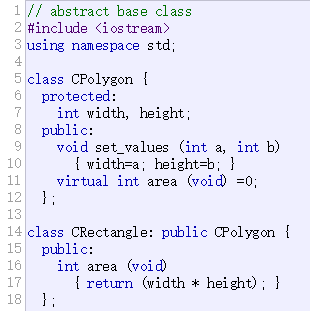 1 // abstract base class
2 #include <iostream>
3 using namespace std;
4
5 class CPolygon {
6   protected:
7     int width, height;
8   public:
9     void set_values (int a, int b)
10       { width=a; height=b; }
11     virtual int area (void) =0;
12   };
13
14 class CRectangle: public CPolygon {
15   public:
16     int area (void)
17       { return (width * height); }
18   };